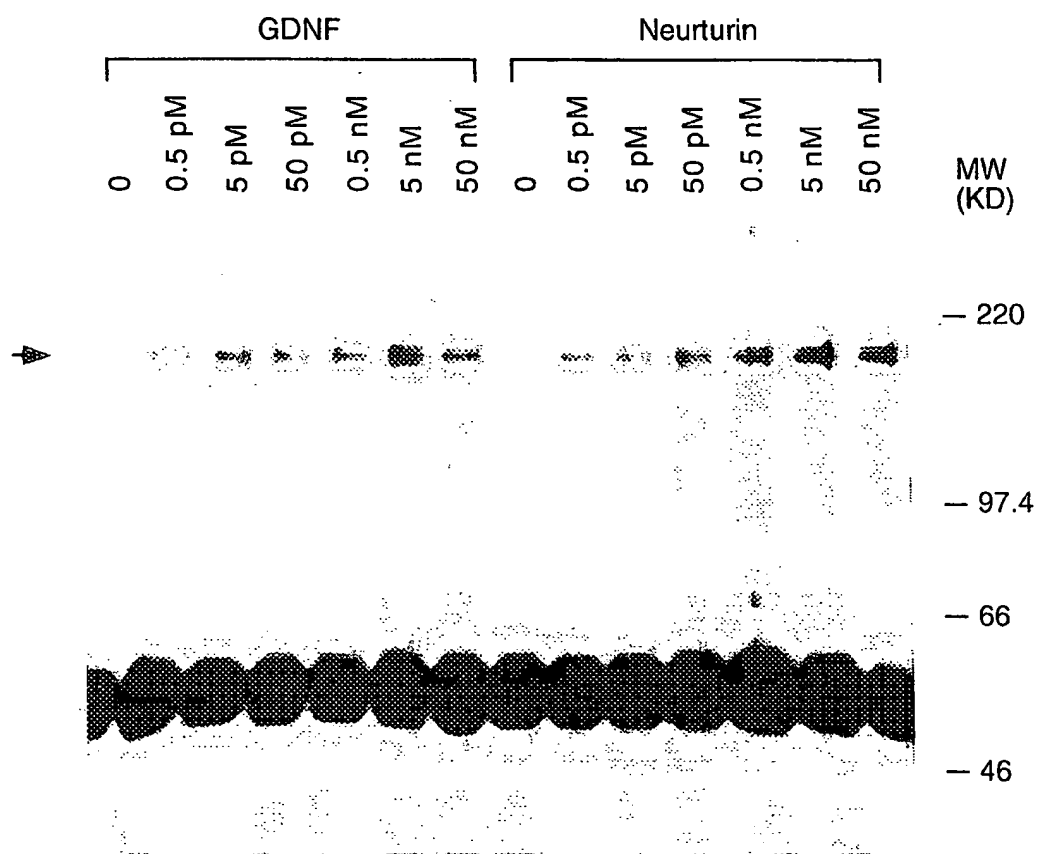 GDNF Neurturin
0 0.5 pM 5 pM 50 pM 0.5 nM 5 nM 50 nM 0 0.5 pM 5 pM 50 pM 0.5 nM 5 nM 50 nM
MW
(KD)
— 220
— 97.4
— 66
— 46